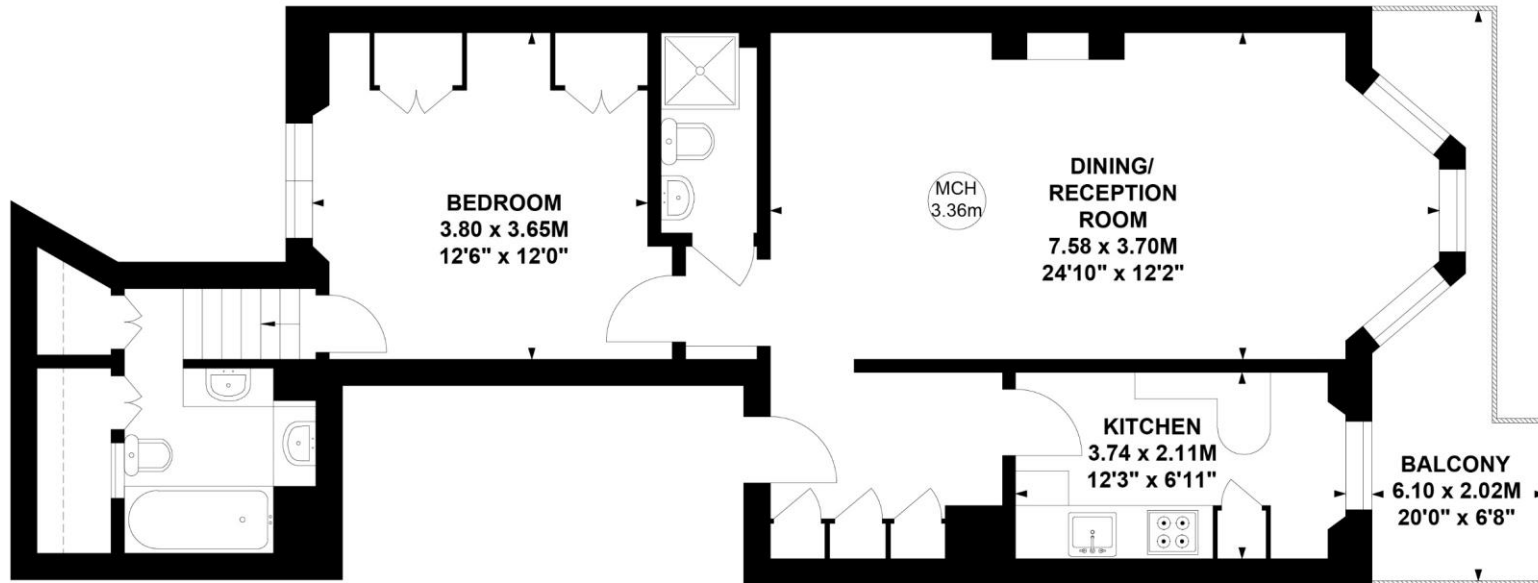 BEDROOM
3.80 x 3.65M
12'6" x 12'0"
MCH
3.36m
DINING/
RECEPTION
ROOM
7.58 x 3.70M
24'10" x 12'2"
KITCHEN
3.74 x 2.11M
12'3" x 6'11"
BALCONY
6.10 x 2.02M
20'0" x 6'8"